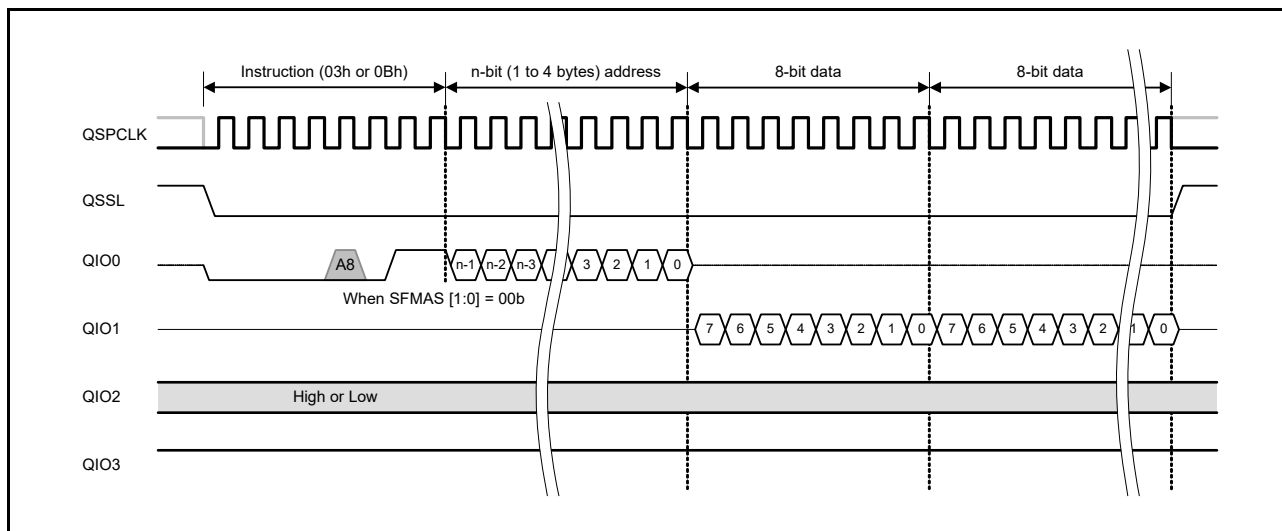 Instruction (03h or 0Bh) n-bit (1 to 4 bytes) address 8-bit data 8-bit data
QSPCLK
QSSL
QIO0 A8 n-1 n-2 n-3 3 2 1 0
When SFMAS [1:0] = 00b
QIO1 7 6 5 4 3 2 1 0 7 6 5 4 3 2 1 0
QIO2 High or Low
QIO3